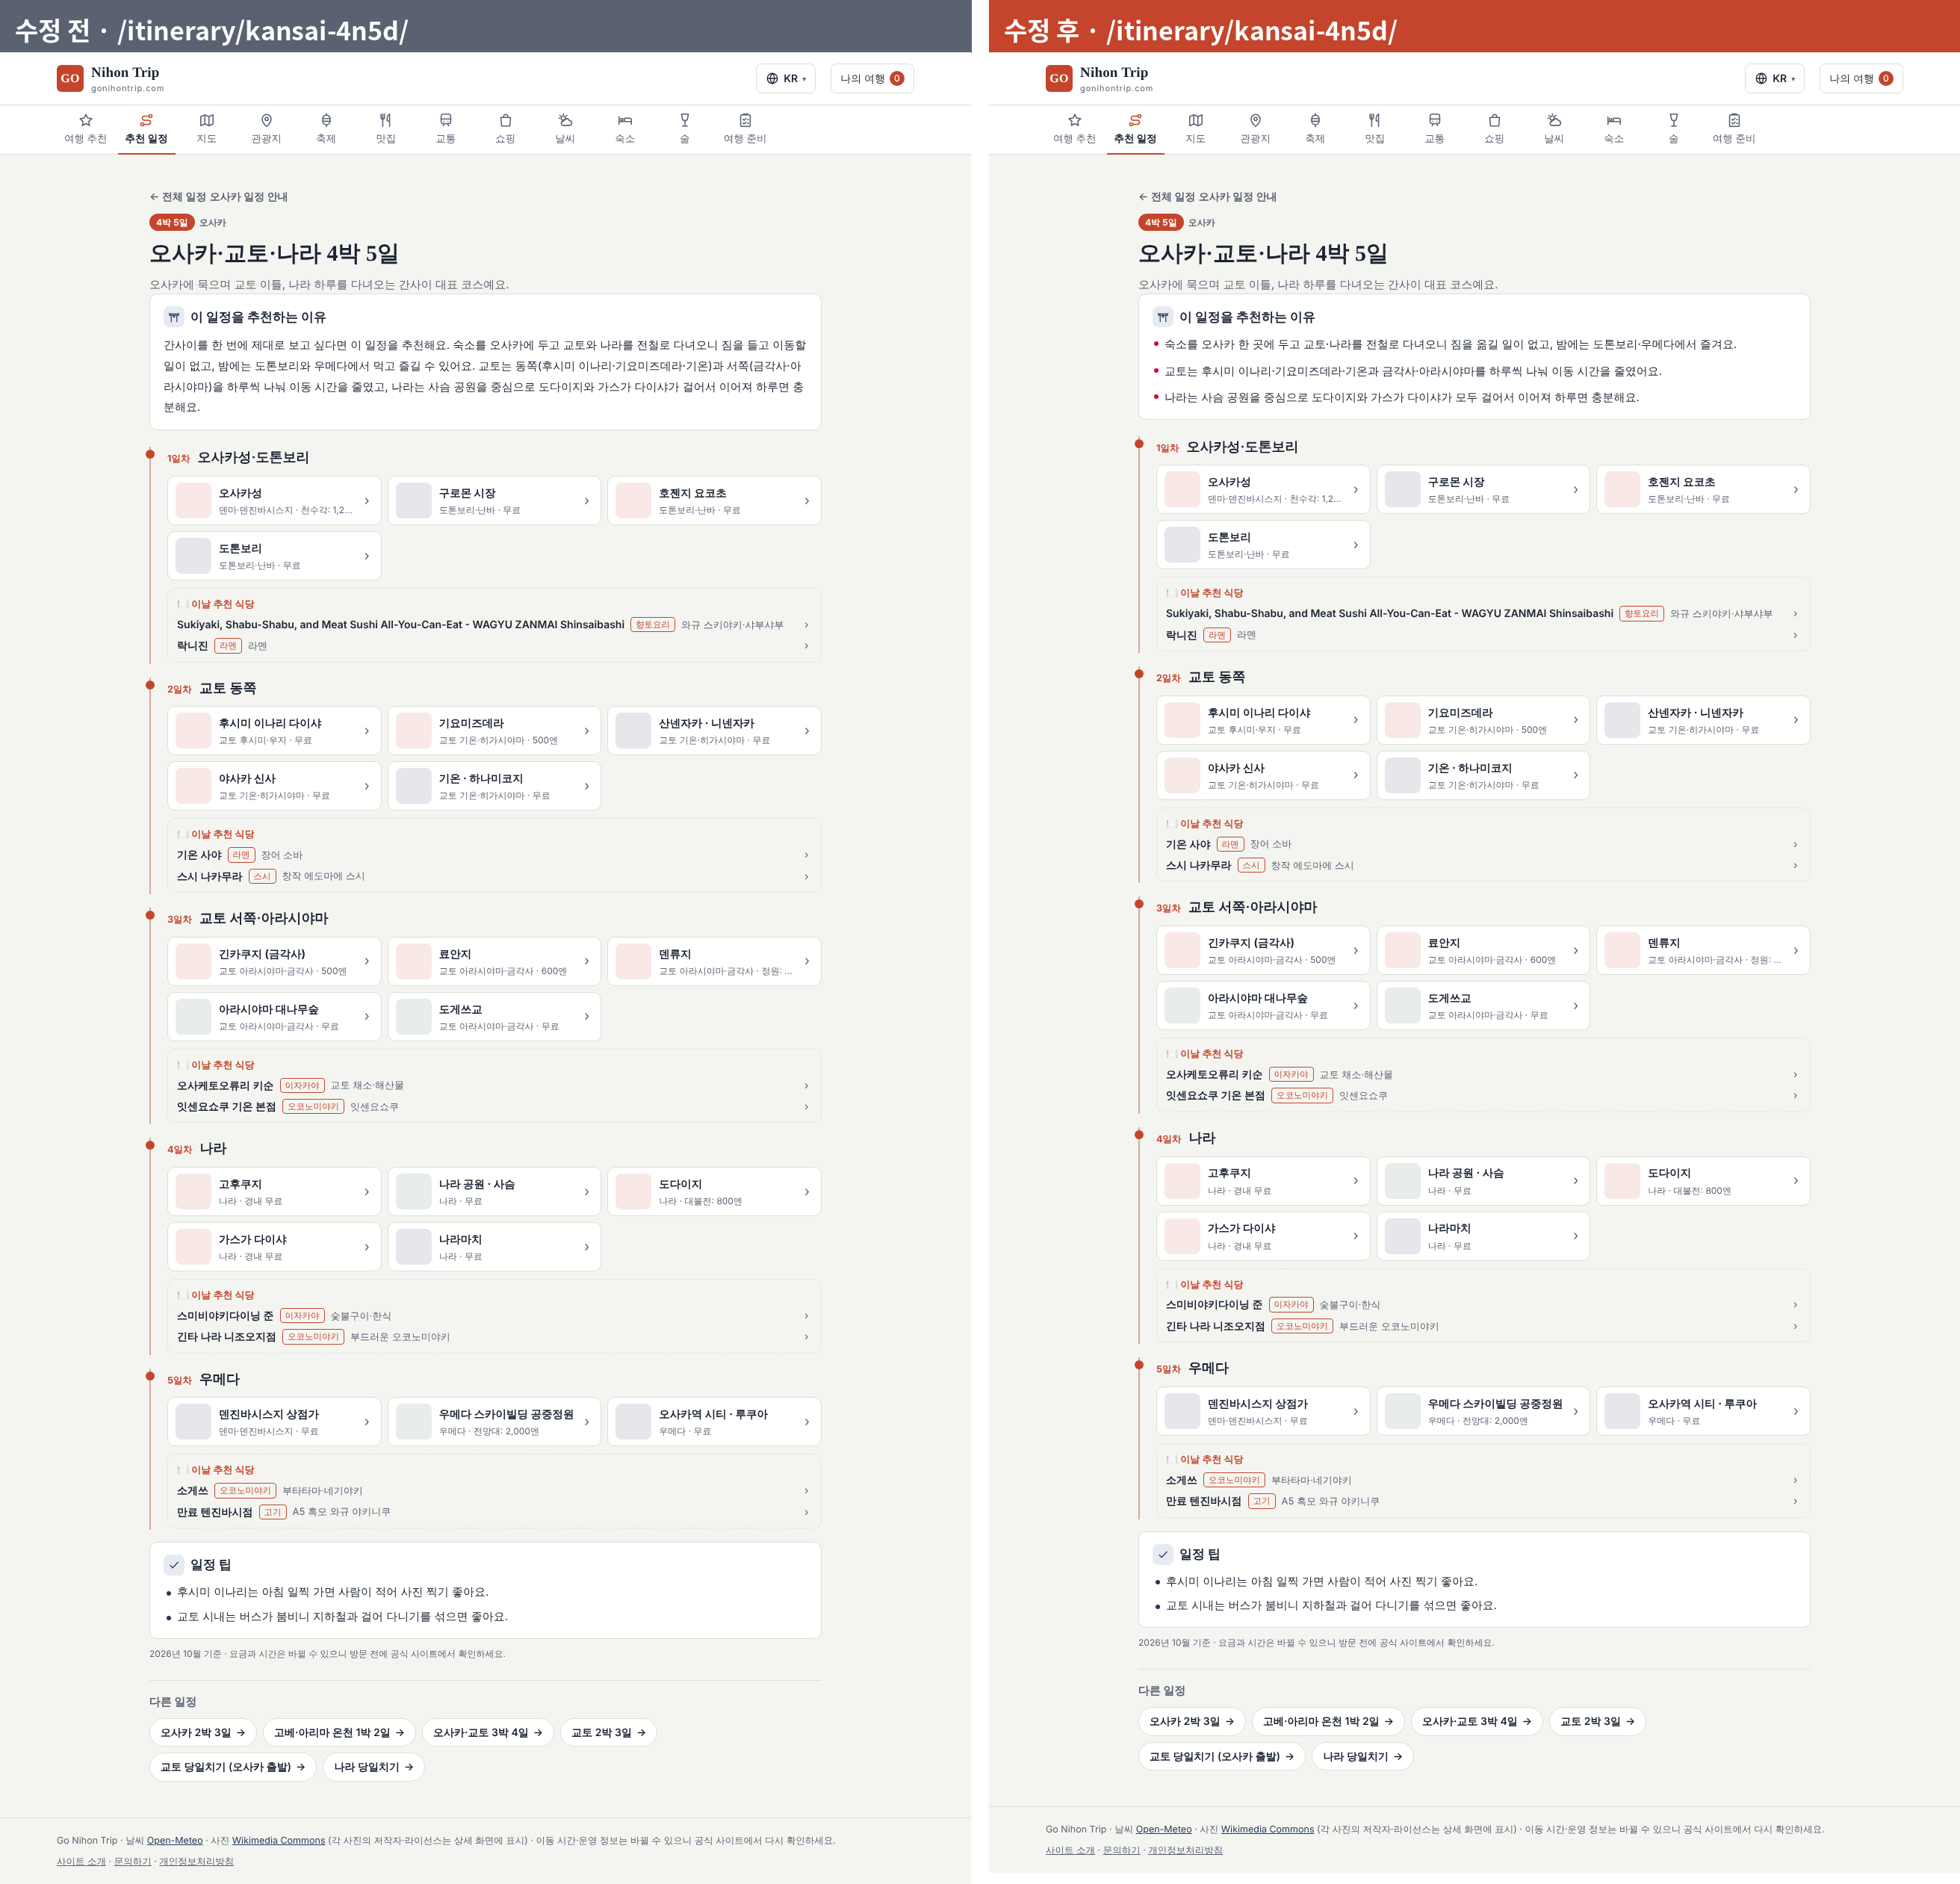 수정 전 · /itinerary/kansai-4n5d/
GO
Nihon Trip
gonihontrip.com
KR ▾
나의 여행 0
여행 추천
추천 일정
지도
관광지
축제
맛집
교통
쇼핑
날씨
숙소
술
여행 준비
← 전체 일정 오사카 일정 안내
4박 5일 오사카
오사카·교토·나라 4박 5일
오사카에 묵으며 교토 이틀, 나라 하루를 다녀오는 간사이 대표 코스예요.
이 일정을 추천하는 이유
간사이를 한 번에 제대로 보고 싶다면 이 일정을 추천해요. 숙소를 오사카에 두고 교토와 나라를 전철로 다녀오니 짐을 들고 이동할
일이 없고, 밤에는 도톤보리와 우메다에서 먹고 즐길 수 있어요. 교토는 동쪽(후시미 이나리·기요미즈데라·기온)과 서쪽(금각사·아
라시야마)을 하루씩 나눠 이동 시간을 줄였고, 나라는 사슴 공원을 중심으로 도다이지와 가스가 다이샤가 걸어서 이어져 하루면 충
분해요.
1일차 오사카성·도톤보리
오사카성 ›
덴마·덴진바시스지 · 천수각: 1,2...
구로몬 시장 ›
도톤보리·난바 · 무료
호젠지 요코초 ›
도톤보리·난바 · 무료
도톤보리 ›
도톤보리·난바 · 무료
이날 추천 식당
Sukiyaki, Shabu-Shabu, and Meat Sushi All-You-Can-Eat - WAGYU ZANMAI Shinsaibashi 향토요리 와규 스키야키·샤부샤부 ›
락니진 라멘 라멘 ›
2일차 교토 동쪽
후시미 이나리 다이샤 ›
교토 후시미·우지 · 무료
기요미즈데라 ›
교토 기온·히가시야마 · 500엔
산넨자카 · 니넨자카 ›
교토 기온·히가시야마 · 무료
야사카 신사 ›
교토 기온·히가시야마 · 무료
기온 · 하나미코지 ›
교토 기온·히가시야마 · 무료
이날 추천 식당
기온 사야 라멘 장어 소바 ›
스시 나카무라 스시 창작 에도마에 스시 ›
3일차 교토 서쪽·아라시야마
긴카쿠지 (금각사) ›
교토 아라시야마·금각사 · 500엔
료안지 ›
교토 아라시야마·금각사 · 600엔
덴류지 ›
교토 아라시야마·금각사 · 정원: ...
아라시야마 대나무숲 ›
교토 아라시야마·금각사 · 무료
도게쓰교 ›
교토 아라시야마·금각사 · 무료
이날 추천 식당
오사케토오류리 키순 이자카야 교토 채소·해산물 ›
잇센요쇼쿠 기온 본점 오코노미야키 잇센요쇼쿠 ›
4일차 나라
고후쿠지 ›
나라 · 경내 무료
나라 공원 · 사슴 ›
나라 · 무료
도다이지 ›
나라 · 대불전: 800엔
가스가 다이샤 ›
나라 · 경내 무료
나라마치 ›
나라 · 무료
이날 추천 식당
스미비야키다이닝 준 이자카야 숯불구이·한식 ›
긴타 나라 니조오지점 오코노미야키 부드러운 오코노미야키 ›
5일차 우메다
덴진바시스지 상점가 ›
덴마·덴진바시스지 · 무료
우메다 스카이빌딩 공중정원 ›
우메다 · 전망대: 2,000엔
오사카역 시티 · 루쿠아 ›
우메다 · 무료
이날 추천 식당
소게쓰 오코노미야키 부타타마·네기야키 ›
만료 텐진바시점 고기 A5 흑모 와규 야키니쿠 ›
일정 팁
• 후시미 이나리는 아침 일찍 가면 사람이 적어 사진 찍기 좋아요.
• 교토 시내는 버스가 붐비니 지하철과 걸어 다니기를 섞으면 좋아요.
2026년 10월 기준 · 요금과 시간은 바뀔 수 있으니 방문 전에 공식 사이트에서 확인하세요.
다른 일정
오사카 2박 3일 →
고베·아리마 온천 1박 2일 →
오사카·교토 3박 4일 →
교토 2박 3일 →
교토 당일치기 (오사카 출발) →
나라 당일치기 →
Go Nihon Trip · 날씨 Open-Meteo · 사진 Wikimedia Commons (각 사진의 저작자·라이선스는 상세 화면에 표시) · 이동 시간·운영 정보는 바뀔 수 있으니 공식 사이트에서 다시 확인하세요.
사이트 소개 · 문의하기 · 개인정보처리방침
수정 후 · /itinerary/kansai-4n5d/
GO
Nihon Trip
gonihontrip.com
KR ▾
나의 여행 0
여행 추천
추천 일정
지도
관광지
축제
맛집
교통
쇼핑
날씨
숙소
술
여행 준비
← 전체 일정 오사카 일정 안내
4박 5일 오사카
오사카·교토·나라 4박 5일
오사카에 묵으며 교토 이틀, 나라 하루를 다녀오는 간사이 대표 코스예요.
이 일정을 추천하는 이유
• 숙소를 오사카 한 곳에 두고 교토·나라를 전철로 다녀오니 짐을 옮길 일이 없고, 밤에는 도톤보리·우메다에서 즐겨요.
• 교토는 후시미 이나리·기요미즈데라·기온과 금각사·아라시야마를 하루씩 나눠 이동 시간을 줄였어요.
• 나라는 사슴 공원을 중심으로 도다이지와 가스가 다이샤가 모두 걸어서 이어져 하루면 충분해요.
1일차 오사카성·도톤보리
오사카성 ›
덴마·덴진바시스지 · 천수각: 1,2...
구로몬 시장 ›
도톤보리·난바 · 무료
호젠지 요코초 ›
도톤보리·난바 · 무료
도톤보리 ›
도톤보리·난바 · 무료
이날 추천 식당
Sukiyaki, Shabu-Shabu, and Meat Sushi All-You-Can-Eat - WAGYU ZANMAI Shinsaibashi 향토요리 와규 스키야키·샤부샤부 ›
락니진 라멘 라멘 ›
2일차 교토 동쪽
후시미 이나리 다이샤 ›
교토 후시미·우지 · 무료
기요미즈데라 ›
교토 기온·히가시야마 · 500엔
산넨자카 · 니넨자카 ›
교토 기온·히가시야마 · 무료
야사카 신사 ›
교토 기온·히가시야마 · 무료
기온 · 하나미코지 ›
교토 기온·히가시야마 · 무료
이날 추천 식당
기온 사야 라멘 장어 소바 ›
스시 나카무라 스시 창작 에도마에 스시 ›
3일차 교토 서쪽·아라시야마
긴카쿠지 (금각사) ›
교토 아라시야마·금각사 · 500엔
료안지 ›
교토 아라시야마·금각사 · 600엔
덴류지 ›
교토 아라시야마·금각사 · 정원: ...
아라시야마 대나무숲 ›
교토 아라시야마·금각사 · 무료
도게쓰교 ›
교토 아라시야마·금각사 · 무료
이날 추천 식당
오사케토오류리 키순 이자카야 교토 채소·해산물 ›
잇센요쇼쿠 기온 본점 오코노미야키 잇센요쇼쿠 ›
4일차 나라
고후쿠지 ›
나라 · 경내 무료
나라 공원 · 사슴 ›
나라 · 무료
도다이지 ›
나라 · 대불전: 800엔
가스가 다이샤 ›
나라 · 경내 무료
나라마치 ›
나라 · 무료
이날 추천 식당
스미비야키다이닝 준 이자카야 숯불구이·한식 ›
긴타 나라 니조오지점 오코노미야키 부드러운 오코노미야키 ›
5일차 우메다
덴진바시스지 상점가 ›
덴마·덴진바시스지 · 무료
우메다 스카이빌딩 공중정원 ›
우메다 · 전망대: 2,000엔
오사카역 시티 · 루쿠아 ›
우메다 · 무료
이날 추천 식당
소게쓰 오코노미야키 부타타마·네기야키 ›
만료 텐진바시점 고기 A5 흑모 와규 야키니쿠 ›
일정 팁
• 후시미 이나리는 아침 일찍 가면 사람이 적어 사진 찍기 좋아요.
• 교토 시내는 버스가 붐비니 지하철과 걸어 다니기를 섞으면 좋아요.
2026년 10월 기준 · 요금과 시간은 바뀔 수 있으니 방문 전에 공식 사이트에서 확인하세요.
다른 일정
오사카 2박 3일 →
고베·아리마 온천 1박 2일 →
오사카·교토 3박 4일 →
교토 2박 3일 →
교토 당일치기 (오사카 출발) →
나라 당일치기 →
Go Nihon Trip · 날씨 Open-Meteo · 사진 Wikimedia Commons (각 사진의 저작자·라이선스는 상세 화면에 표시) · 이동 시간·운영 정보는 바뀔 수 있으니 공식 사이트에서 다시 확인하세요.
사이트 소개 · 문의하기 · 개인정보처리방침